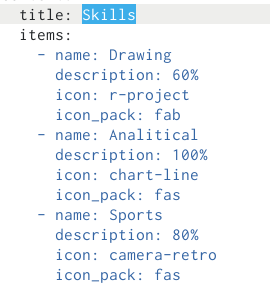 title: Skills
items:
- name: Drawing
description: 60%
icon: r-project
icon_pack: fab
- name: Analitical
description: 100%
icon: chart-line
icon_pack: fas
- name: Sports
description: 80%
icon: camera-retro
icon_pack: fas